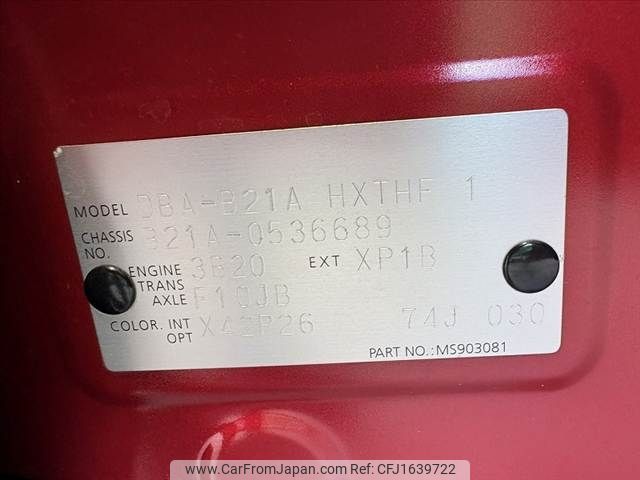 MODEL DBA-B21A HXTHF 1
CHASSIS NO. B21A-0536689
ENGINE 3B20 EXT XP1B
TRANS AXLE F1CJB
COLOR. INT OPT X42P26 74J 030
PART NO.:MS903081
www.CarFromJapan.com REF: CFJ1639722